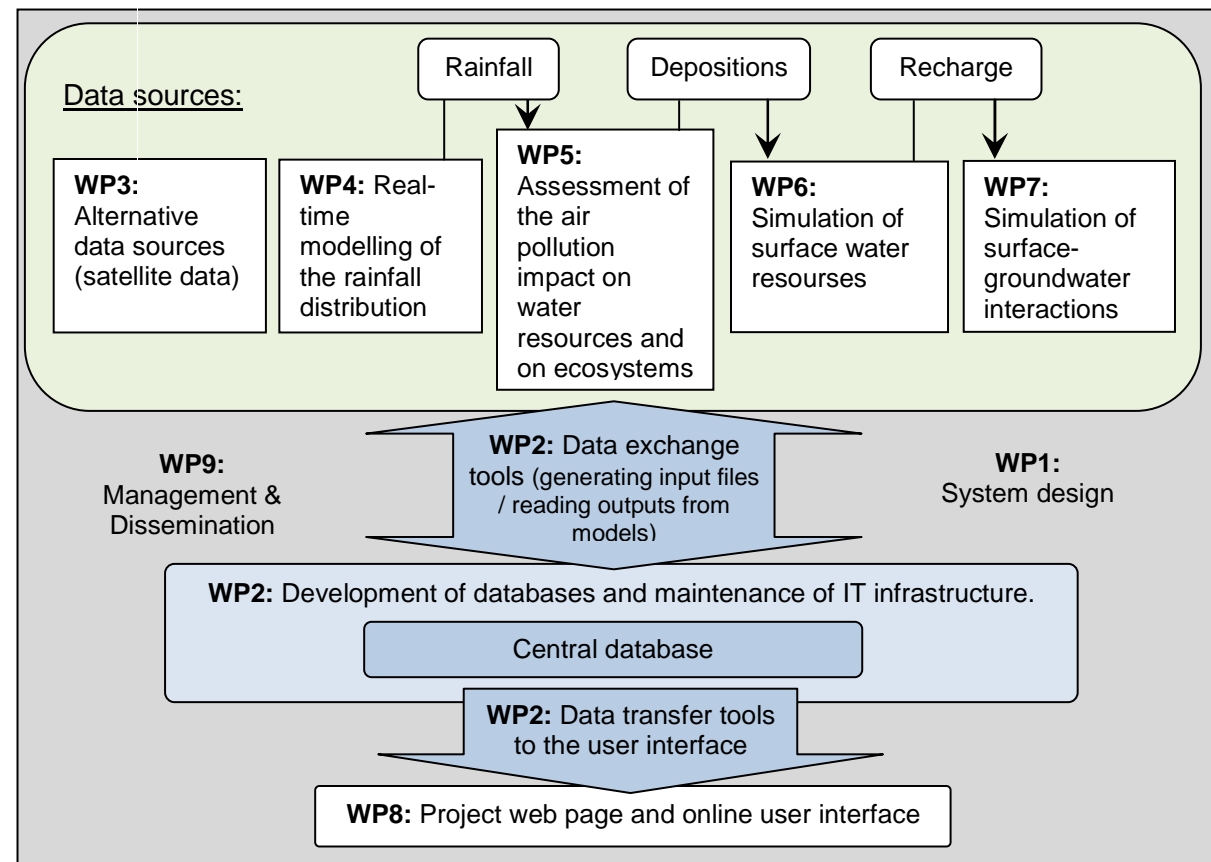 Rainfall
Depositions
Recharge
Data sources:
WP3:
Alternative
data sources
(satellite data)
WP4: Real-
time
modelling of
the rainfall
distribution
WP5:
Assessment of
the air
pollution
impact on
water
resources and
on ecosystems
WP6:
Simulation of
surface water
resourses
WP7:
Simulation of
surface-
groundwater
interactions
WP9:
Management &
Dissemination
WP2: Data exchange
tools (generating input files
/ reading outputs from
models)
WP1:
System design
WP2: Development of databases and maintenance of IT infrastructure.
Central database
WP2: Data transfer tools
to the user interface
WP8: Project web page and online user interface